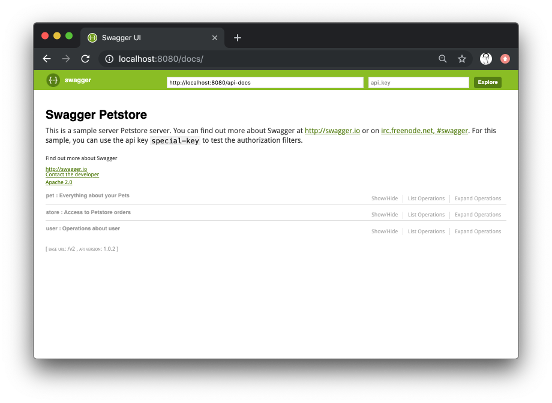 Swagger UI
localhost:8080/docs/
swagger
http://localhost:8080/api-docs
api_key
Explore
Swagger Petstore
This is a sample server Petstore server. You can find out more about Swagger at http://swagger.io or on irc.freenode.net, #swagger. For this
sample, you can use the api key special-key to test the authorization filters.
Find out more about Swagger
http://swagger.io
Contact the developer
Apache 2.0
pet : Everything about your Pets Show/Hide List Operations Expand Operations
store : Access to Petstore orders Show/Hide List Operations Expand Operations
user : Operations about user Show/Hide List Operations Expand Operations
[ base url: /v2 , api version: 1.0.2 ]